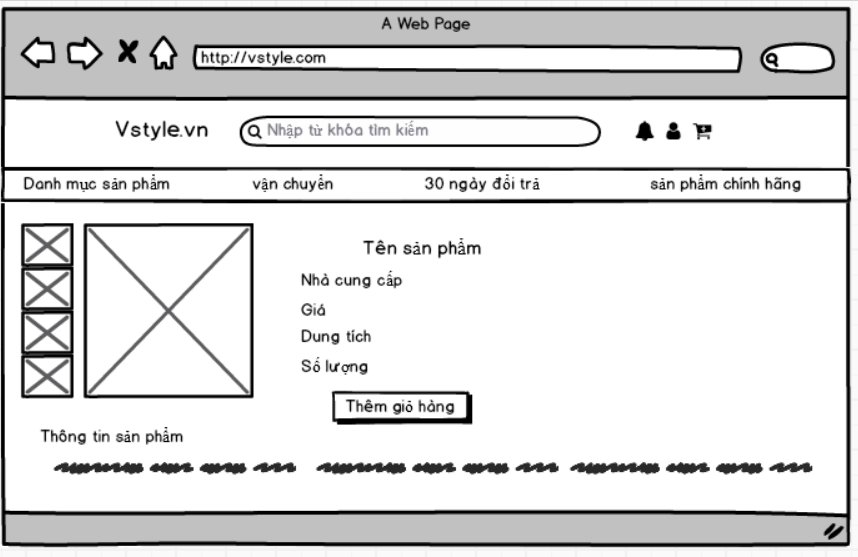 A Web Page
http://vstyle.com
Vstyle.vn Nhập từ khóa tìm kiếm
Danh mục sản phẩm vận chuyển 30 ngày đổi trả sản phẩm chính hãng
Tên sản phẩm
Nhà cung cấp
Giá
Dung tích
Số lượng
Thêm giỏ hàng
Thông tin sản phẩm